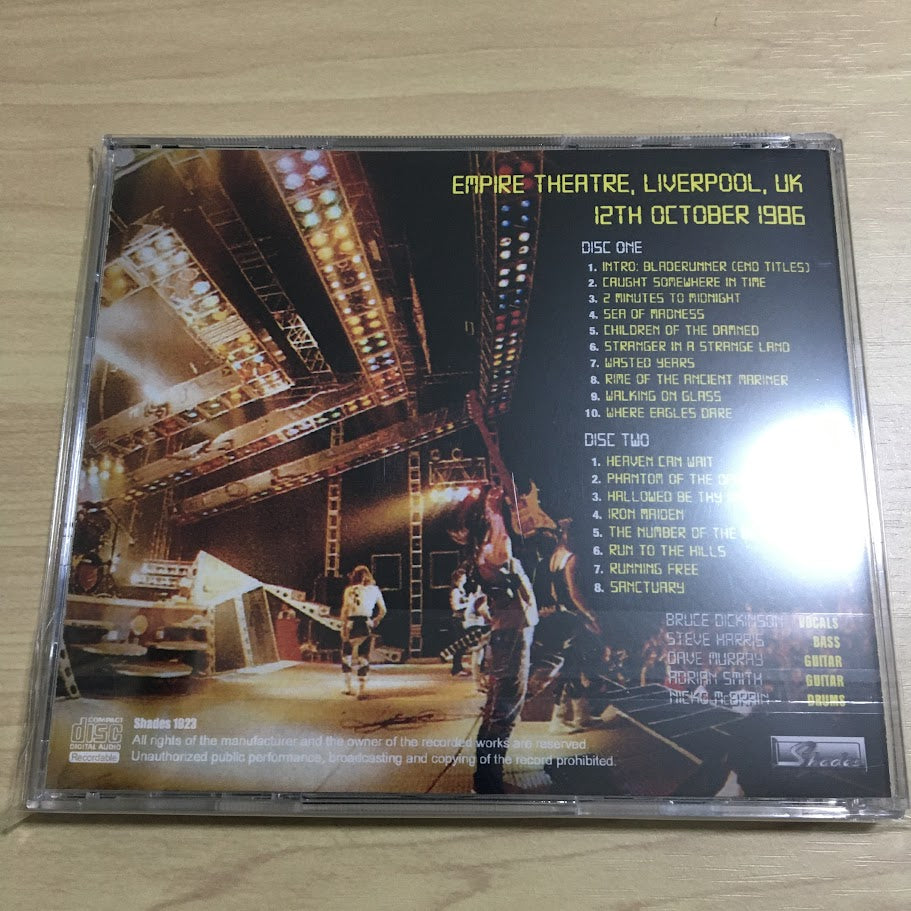 EMPIRE THEATRE, LIVERPOOL, UK
12TH OCTOBER 1986
DISC ONE
1. INTRO: BLADERUNNER (END TITLES)
2. CAUGHT SOMEWHERE IN TIME
3. 2 MINUTES TO MIDNIGHT
4. SEA OF MADNESS
5. CHILDREN OF THE DAMNED
6. STRANGER IN A STRANGE LAND
7. WASTED YEARS
8. RIME OF THE ANCIENT MARINER
9. WALKING ON GLASS
10. WHERE EAGLES DARE
DISC TWO
1. HEAVEN CAN WAIT
2. PHANTOM OF THE
3. HALLOWED BE THY
4. IRON MAIDEN
5. THE NUMBER OF THE
6. RUN TO THE HILLS
7. RUNNING FREE
8. SANCTUARY
BRUCE DICKINSON VOCALS
STEVE HARRIS BASS
DAVE MURRAY GUITAR
ADRIAN SMITH GUITAR
NICKO McBRAIN DRUMS
COMPACT
disc
DIGITAL AUDIO
Recordable
Shades 1023
All rights of the manufacturer and the owner of the recorded works are reserved
Unauthorized public performance, broadcasting and copying of the record prohibited.
Shades